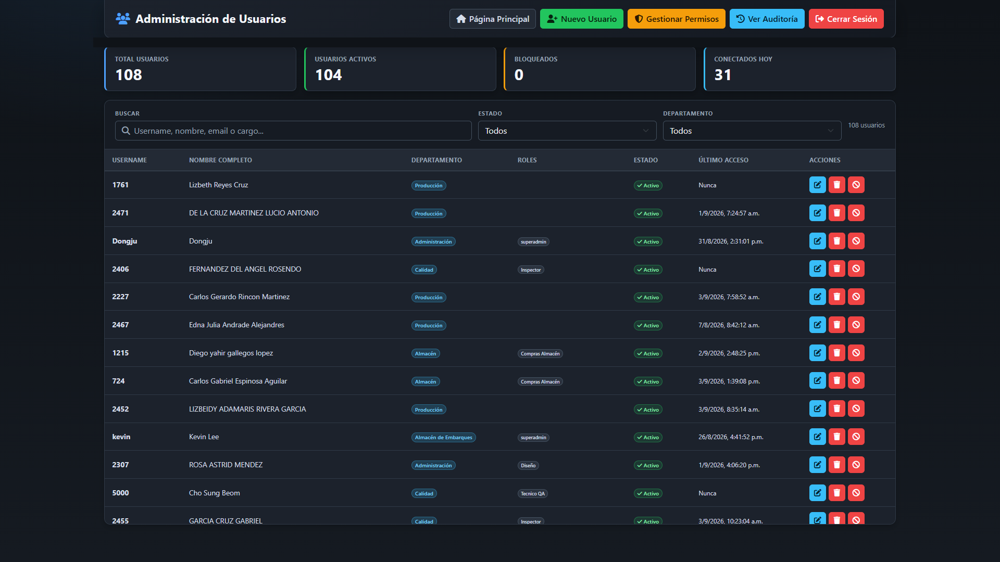 Administración de Usuarios
Página Principal
Nuevo Usuario
Gestionar Permisos
Ver Auditoría
Cerrar Sesión
TOTAL USUARIOS
108
USUARIOS ACTIVOS
104
BLOQUEADOS
0
CONECTADOS HOY
31
BUSCAR
Username, nombre, email o cargo...
ESTADO
Todos
DEPARTAMENTO
Todos
108 usuarios
USERNAME NOMBRE COMPLETO DEPARTAMENTO ROLES ESTADO ÚLTIMO ACCESO ACCIONES
1761 Lizbeth Reyes Cruz Producción Activo Nunca
2471 DE LA CRUZ MARTINEZ LUCIO ANTONIO Producción Activo 1/9/2026, 7:24:57 a.m.
Dongju Dongju Administración superadmin Activo 31/8/2026, 2:31:01 p.m.
2406 FERNANDEZ DEL ANGEL ROSENDO Calidad Inspector Activo Nunca
2227 Carlos Gerardo Rincon Martinez Producción Activo 3/9/2026, 7:58:52 a.m.
2467 Edna Julia Andrade Alejandres Producción Activo 7/8/2026, 8:42:12 a.m.
1215 Diego yahir gallegos lopez Almacén Compras Almacén Activo 2/9/2026, 2:48:25 p.m.
724 Carlos Gabriel Espinosa Aguilar Almacén Compras Almacén Activo 3/9/2026, 1:39:08 p.m.
2452 LIZBEIDY ADAMARIS RIVERA GARCIA Producción Activo 3/9/2026, 8:35:14 a.m.
kevin Kevin Lee Almacén de Embarques superadmin Activo 26/8/2026, 4:41:52 p.m.
2307 ROSA ASTRID MENDEZ Administración Diseño Activo 1/9/2026, 4:06:20 p.m.
5000 Cho Sung Beom Calidad Tecnico QA Activo Nunca
2455 GARCIA CRUZ GABRIEL Calidad Inspector Activo 3/9/2026, 10:23:04 a.m.